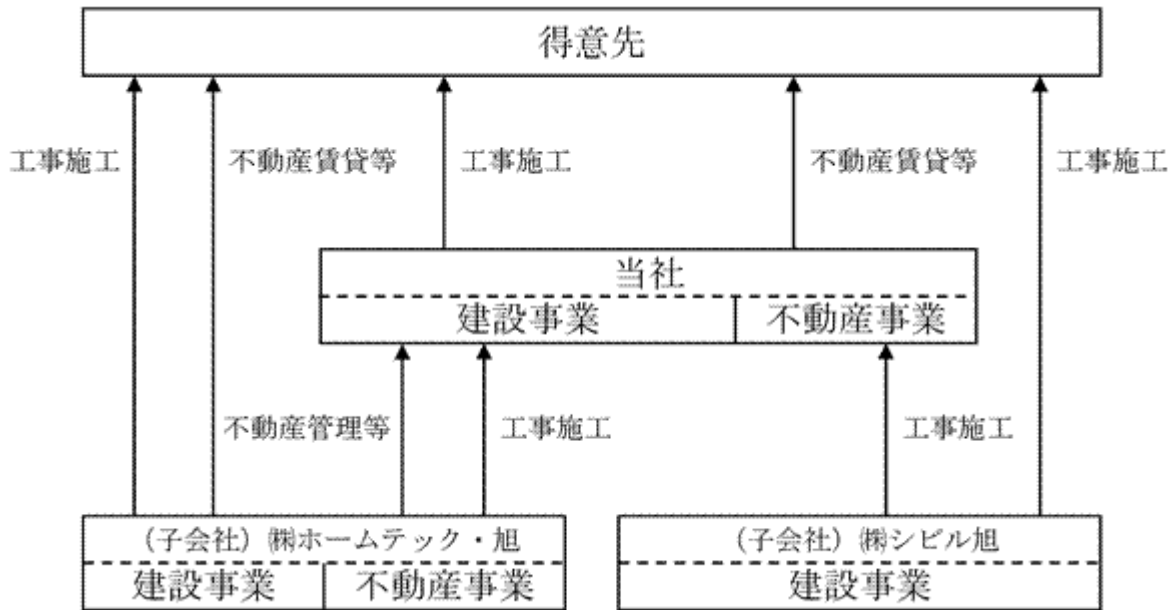 得意先
工事施工
不動産賃貸等
工事施工
不動産賃貸等
工事施工
当社
建設事業
不動産事業
不動産管理等
工事施工
工事施工
(子会社) ㈱ホームテック・旭
建設事業
不動産事業
(子会社) ㈱シビル旭
建設事業